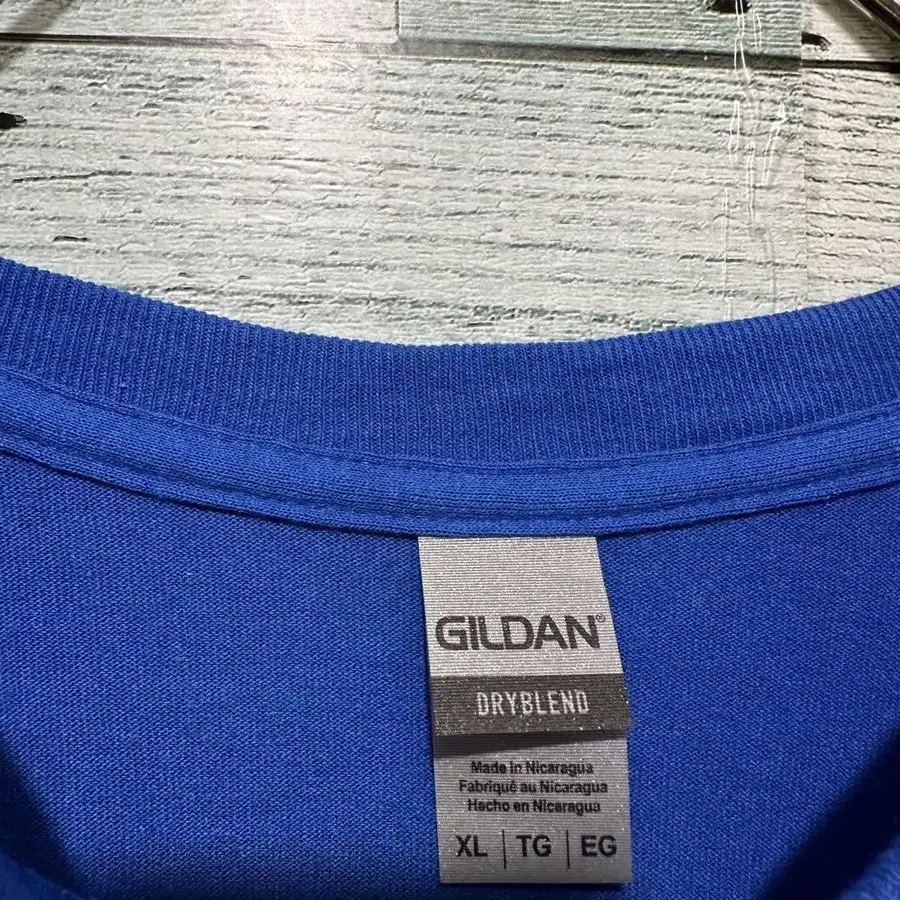 GILDAN®
DRYBLEND
Made in Nicaragua
Fabriqué au Nicaragua
Hecho en Nicaragua
XL | TG | EG